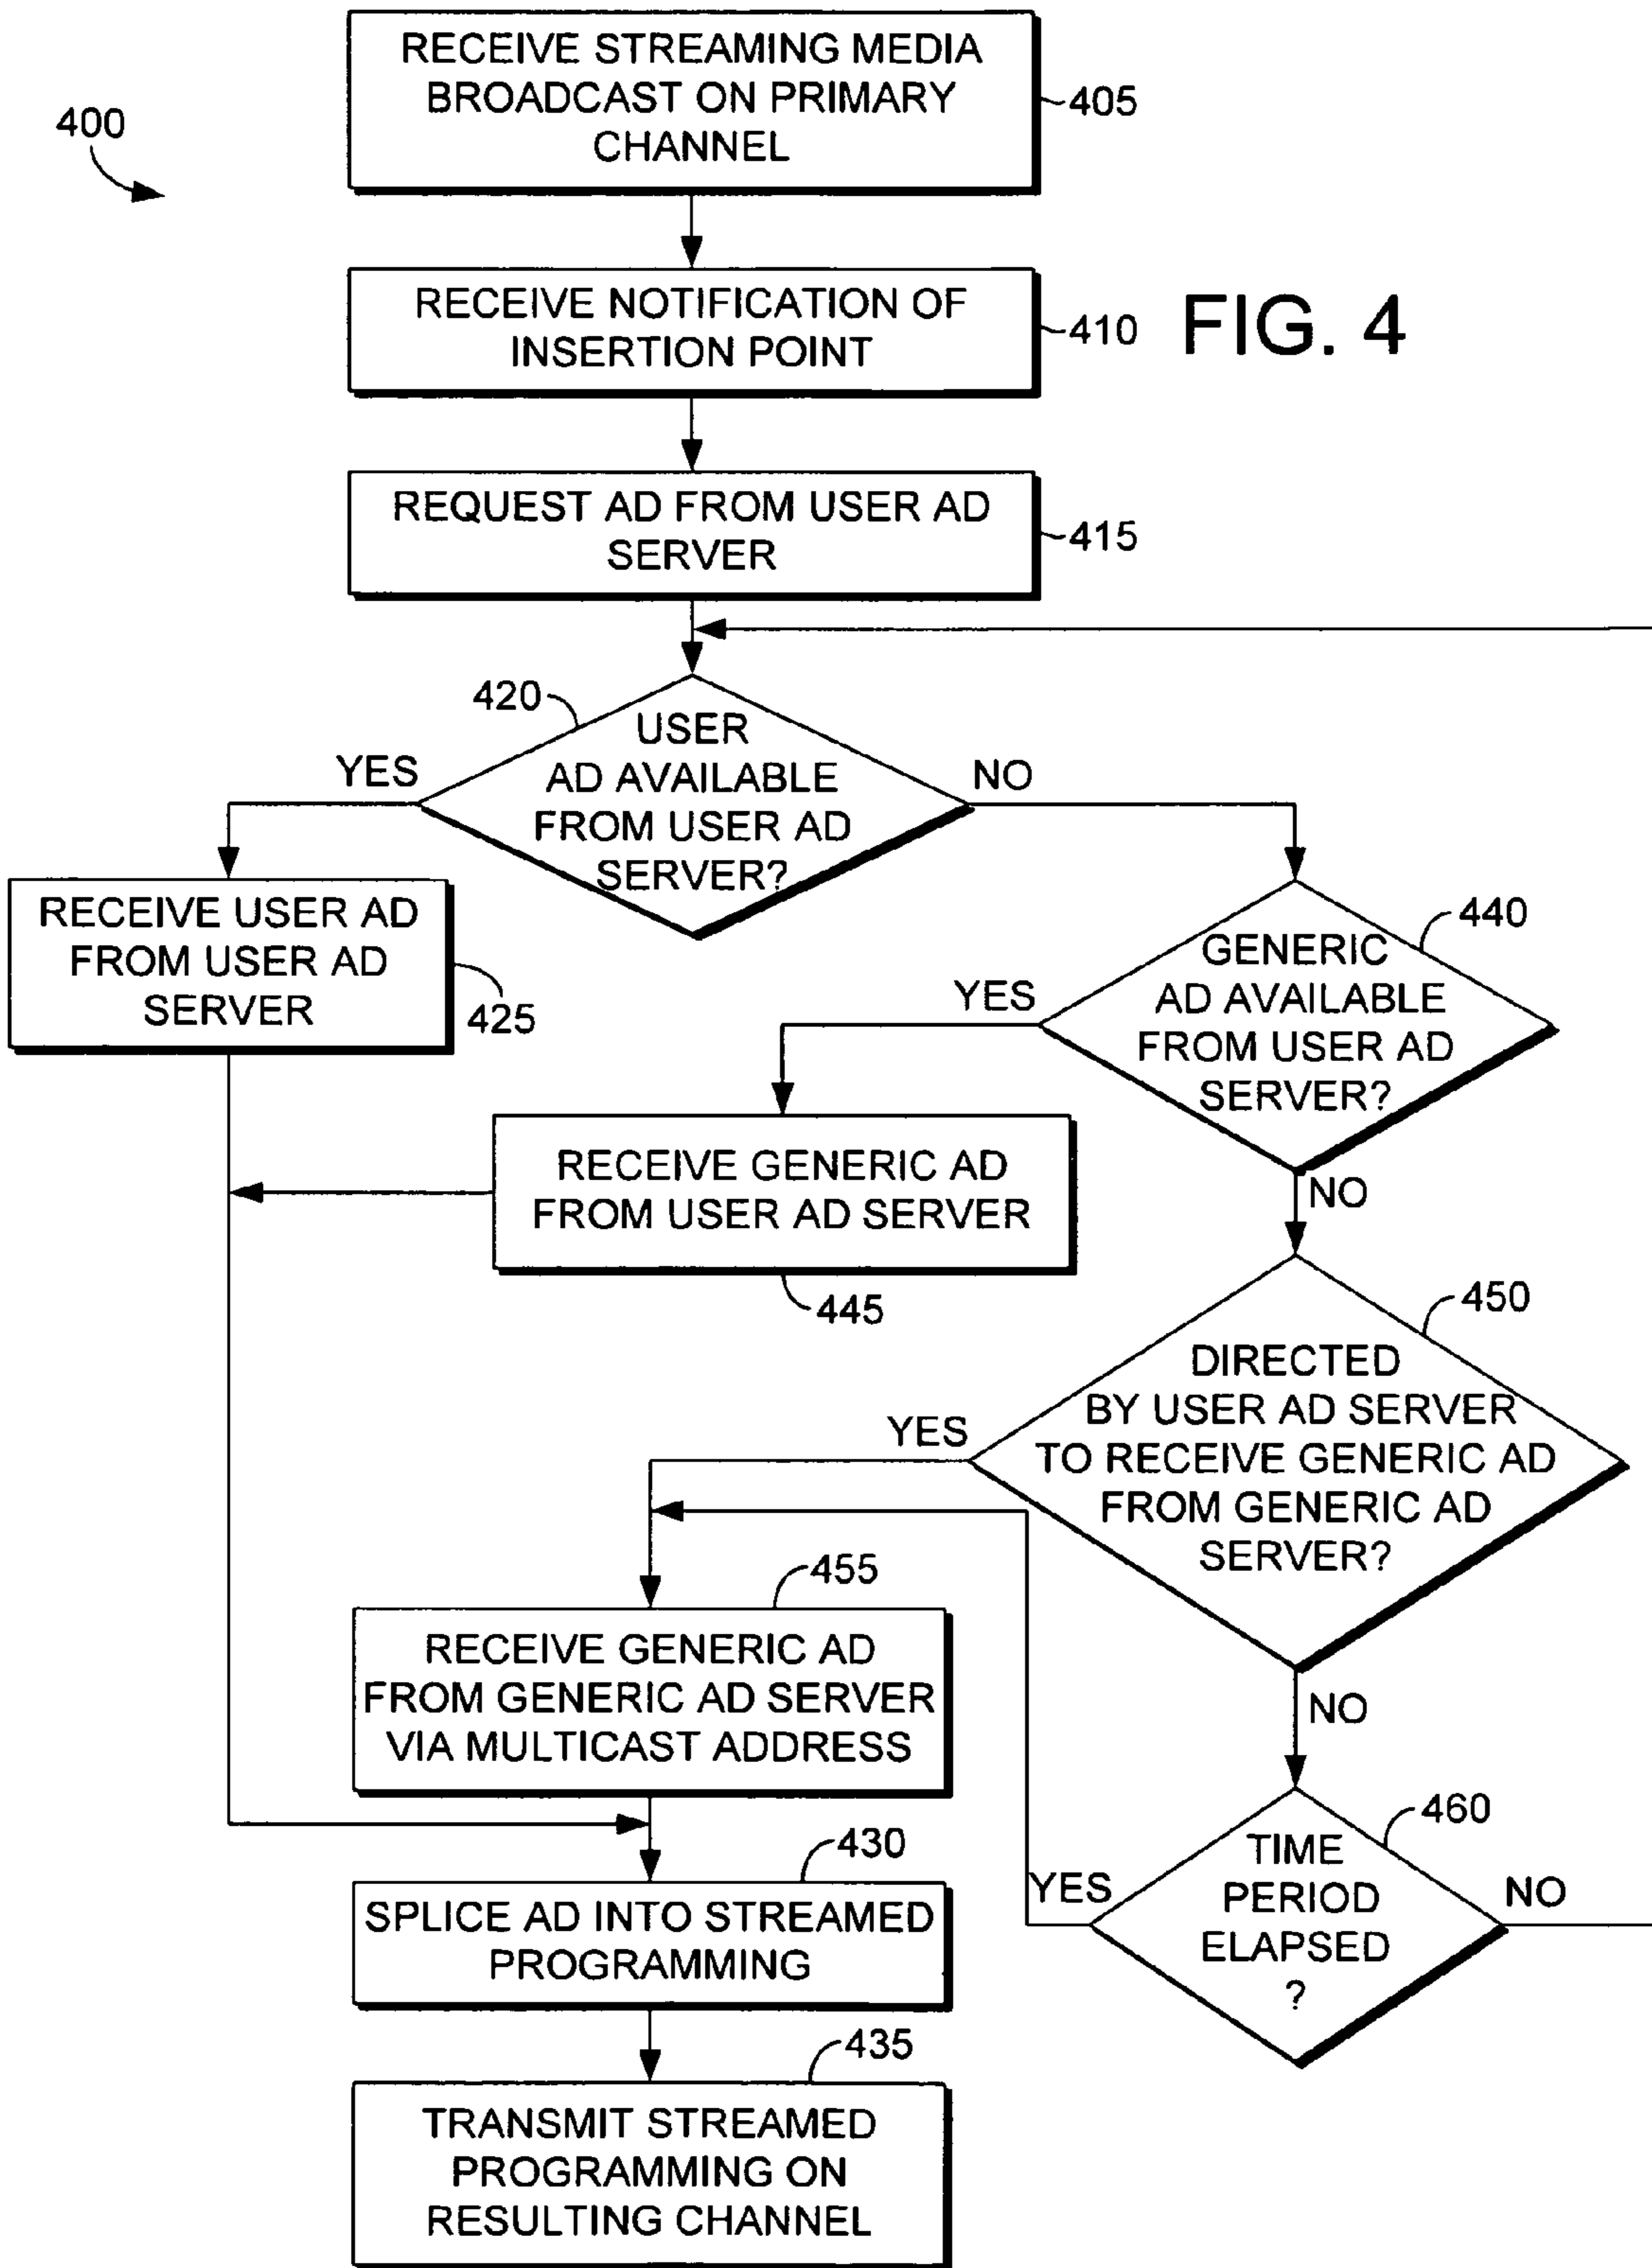 RECEIVE STREAMING MEDIA
BROADCAST ON PRIMARY
CHANNEL
405
400
RECEIVE NOTIFICATION OF
INSERTION POINT
410
FIG. 4
REQUEST AD FROM USER AD
SERVER
415
420
USER
AD AVAILABLE
FROM USER AD
SERVER?
YES
NO
RECEIVE USER AD
FROM USER AD
SERVER
425
440
GENERIC
AD AVAILABLE
FROM USER AD
SERVER?
YES
NO
RECEIVE GENERIC AD
FROM USER AD SERVER
445
450
DIRECTED
BY USER AD SERVER
TO RECEIVE GENERIC AD
FROM GENERIC AD
SERVER?
YES
NO
455
RECEIVE GENERIC AD
FROM GENERIC AD SERVER
VIA MULTICAST ADDRESS
460
TIME
PERIOD
ELAPSED
?
YES
NO
430
SPLICE AD INTO STREAMED
PROGRAMMING
435
TRANSMIT STREAMED
PROGRAMMING ON
RESULTING CHANNEL